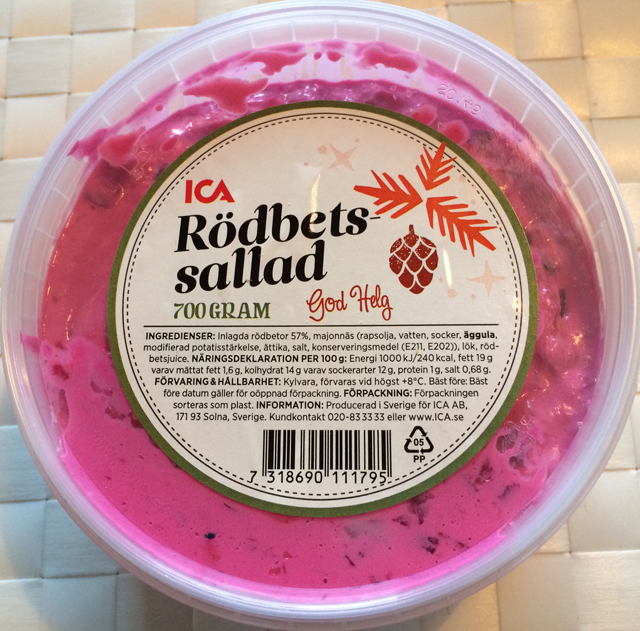 ICA
Rödbets-
sallad
700 GRAM
God Helg
INGREDIENSER: Inlagda rödbetor 57%, majonnäs (rapsolja, vatten, socker, äggula,
modifierad potatisstärkelse, ättika, salt, konserveringsmedel (E211, E202)), lök, röd-
betsjuice. NÄRINGSDEKLARATION PER 100 g: Energi 1000 kJ/240 kcal, fett 19 g
varav mättat fett 1,6 g, kolhydrat 14 g varav sockerarter 12 g, protein 1 g, salt 0,68 g.
FÖRVARING & HÅLLBARHET: Kylvara, förvaras vid högst +8°C. Bäst före: Bäst
före datum gäller för oöppnad förpackning. FÖRPACKNING: Förpackningen
sorteras som plast. INFORMATION: Producerad i Sverige för ICA AB,
171 93 Solna, Sverige. Kundkontakt 020-83 33 33 eller www.ICA.se
7 318690 111795
05
PP